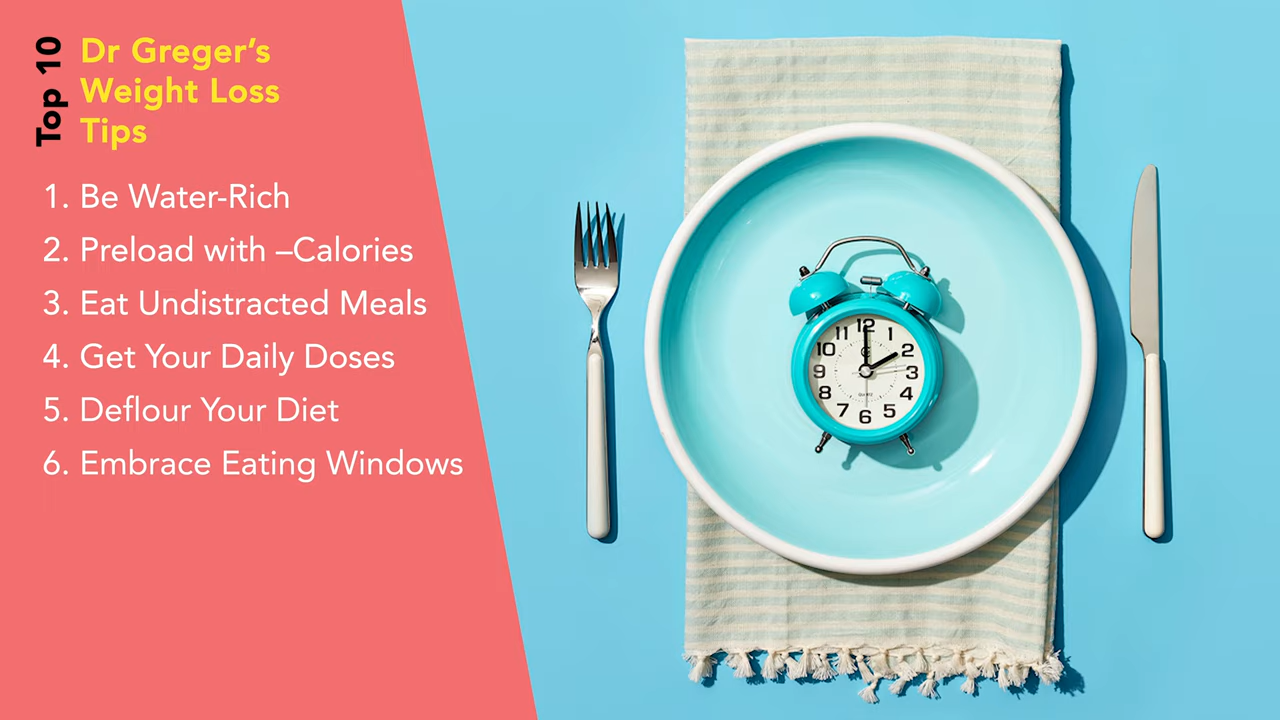 Top 10
Dr Greger's
Weight Loss
Tips
1. Be Water-Rich
2. Preload with –Calories
3. Eat Undistracted Meals
4. Get Your Daily Doses
5. Deflour Your Diet
6. Embrace Eating Windows
12
1
2
3
4
5
6
7
8
9
10
11
QUARTZ